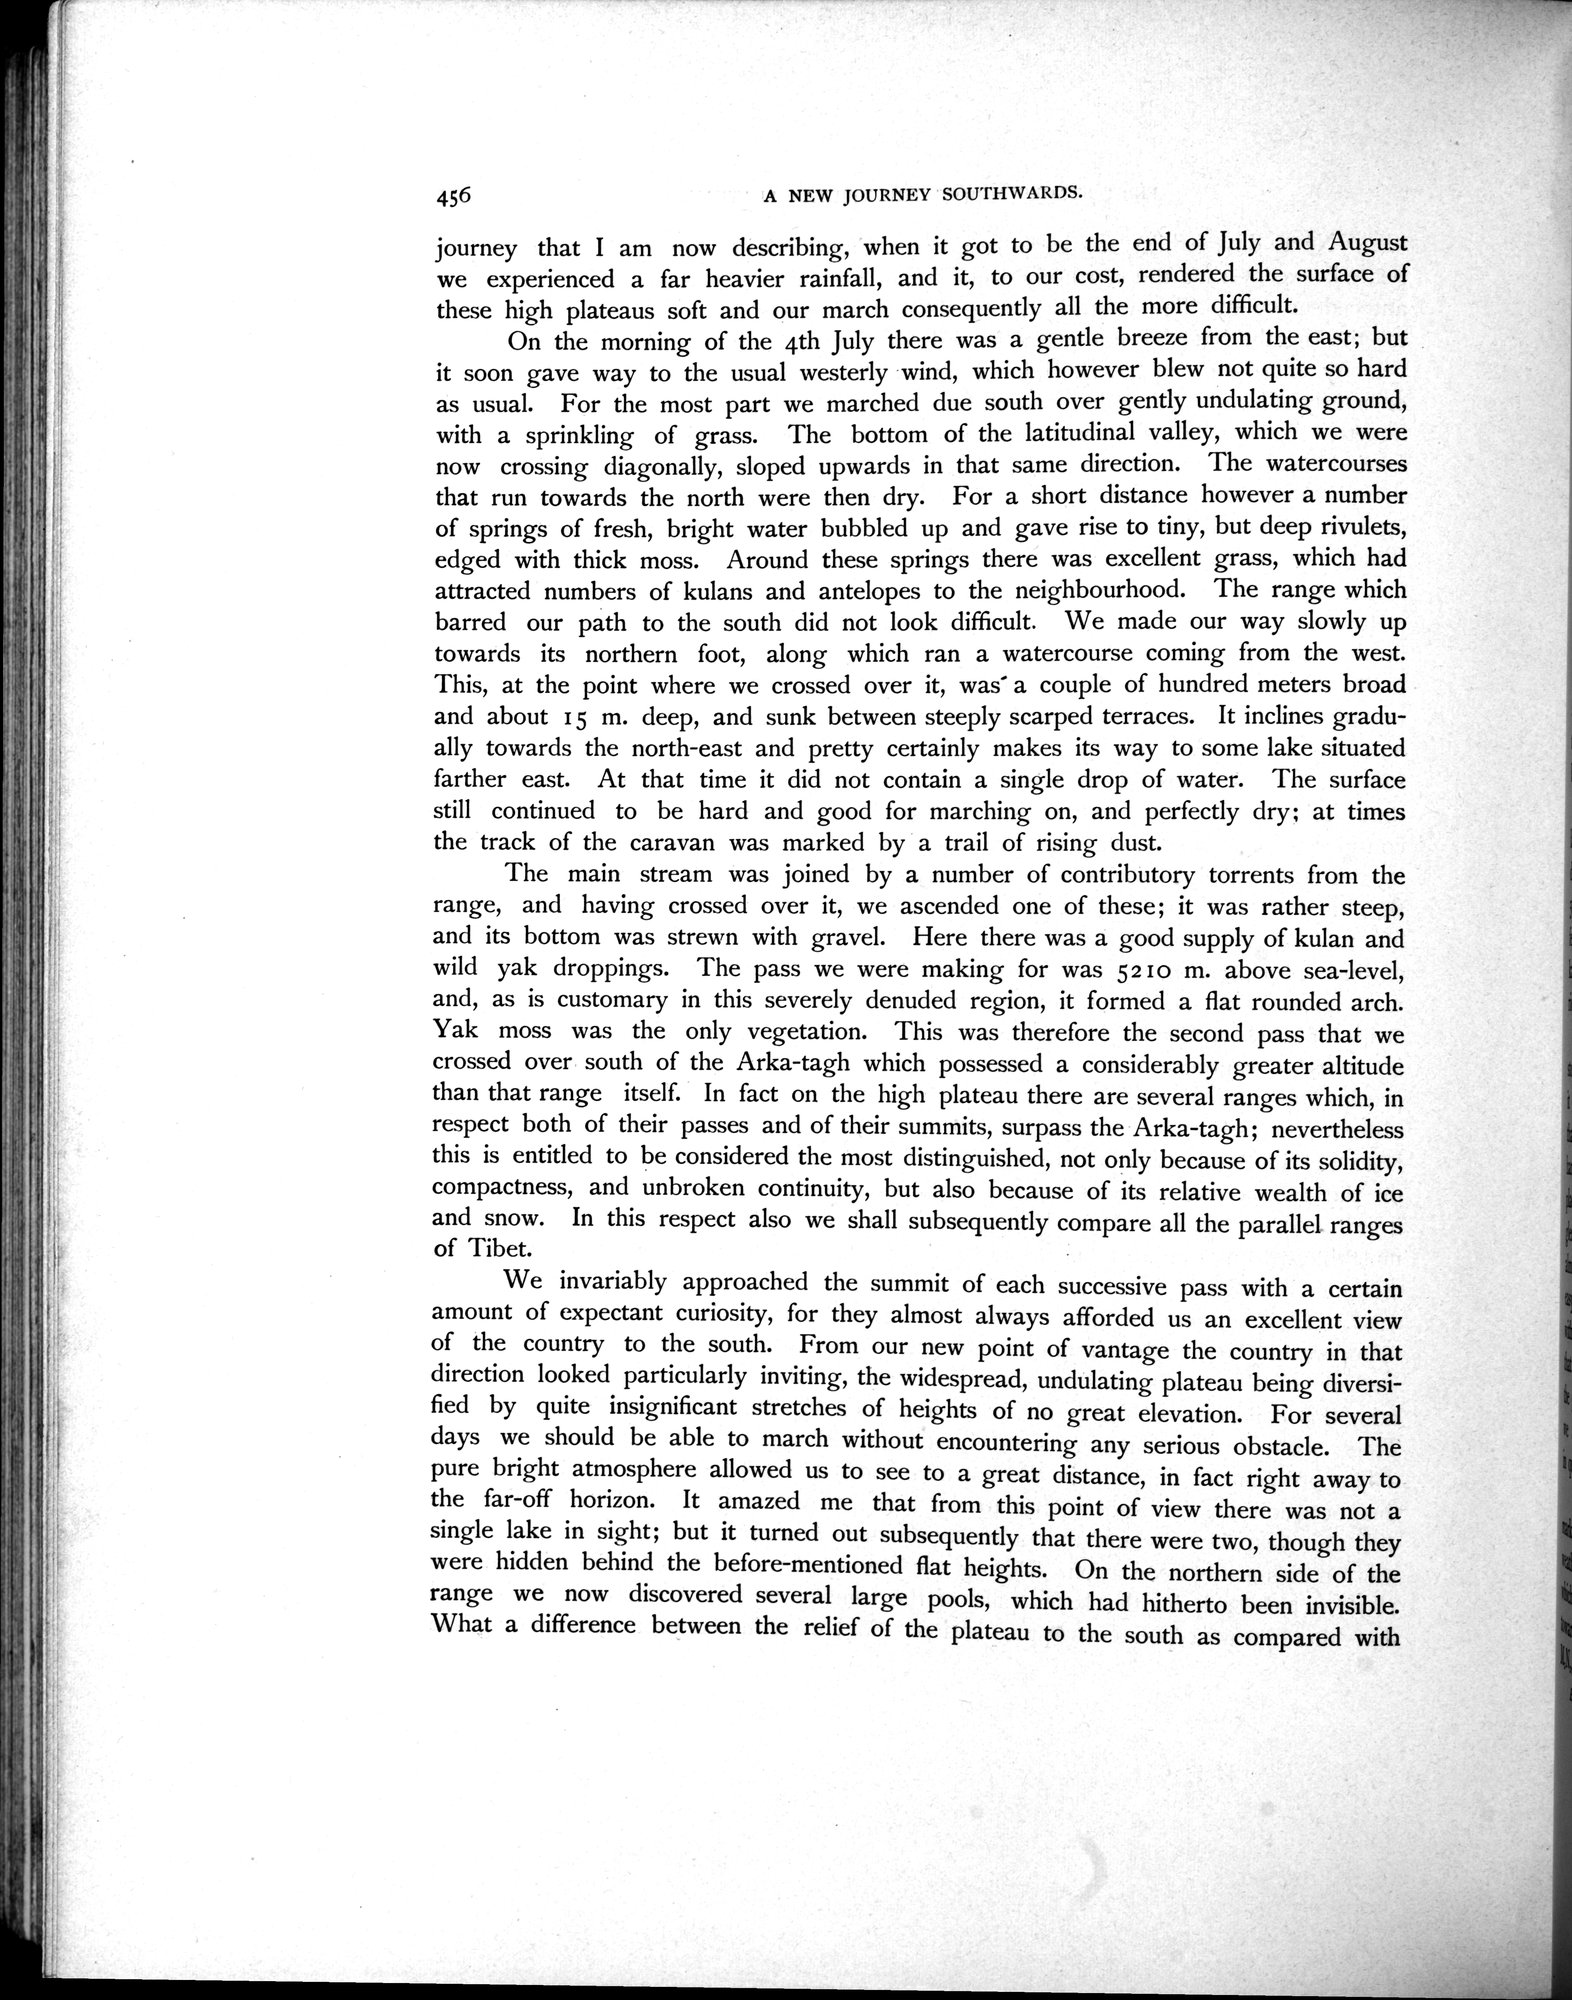 456
A NEW JOURNEY SOUTHWARDS.
journey that I am now describing, when it got to be the end of July and August
we experienced a far heavier rainfall, and it, to our cost, rendered the surface of
these high plateaus soft and our march consequently all the more difficult.
On the morning of the 4th July there was a gentle breeze from the east; but
it soon gave way to the usual westerly wind, which however blew not quite so hard
as usual. For the most part we marched due south over gently undulating ground,
with a sprinkling of grass. The bottom of the latitudinal valley, which we were
now crossing diagonally, sloped upwards in that same direction. The watercourses
that run towards the north were then dry. For a short distance however a number
of springs of fresh, bright water bubbled up and gave rise to tiny, but deep rivulets,
edged with thick moss. Around these springs there was excellent grass, which had
attracted numbers of kulans and antelopes to the neighbourhood. The range which
barred our path to the south did not look difficult. We made our way slowly up
towards its northern foot, along which ran a watercourse coming from the west.
This, at the point where we crossed over it, was a couple of hundred meters broad
and about 15 m. deep, and sunk between steeply scarped terraces. It inclines gradu-
ally towards the north-east and pretty certainly makes its way to some lake situated
farther east. At that time it did not contain a single drop of water. The surface
still continued to be hard and good for marching on, and perfectly dry; at times
the track of the caravan was marked by a trail of rising dust.
The main stream was joined by a number of contributory torrents from the
range, and having crossed over it, we ascended one of these; it was rather steep,
and its bottom was strewn with gravel. Here there was a good supply of kulan and
wild yak droppings. The pass we were making for was 5210 m. above sea-level,
and, as is customary in this severely denuded region, it formed a flat rounded arch.
Yak moss was the only vegetation. This was therefore the second pass that we
crossed over south of the Arka-tagh which possessed a considerably greater altitude
than that range itself. In fact on the high plateau there are several ranges which, in
respect both of their passes and of their summits, surpass the Arka-tagh; nevertheless
this is entitled to be considered the most distinguished, not only because of its solidity,
compactness, and unbroken continuity, but also because of its relative wealth of ice
and snow. In this respect also we shall subsequently compare all the parallel ranges
of Tibet.
We invariably approached the summit of each successive pass with a certain
amount of expectant curiosity, for they almost always afforded us an excellent view
of the country to the south. From our new point of vantage the country in that
direction looked particularly inviting, the widespread, undulating plateau being diversi-
fied by quite insignificant stretches of heights of no great elevation. For several
days we should be able to march without encountering any serious obstacle. The
pure bright atmosphere allowed us to see to a great distance, in fact right away to
the far-off horizon. It amazed me that from this point of view there was not a
single lake in sight; but it turned out subsequently that there were two, though they
were hidden behind the before-mentioned flat heights. On the northern side of the
range we now discovered several large pools, which had hitherto been invisible.
What a difference between the relief of the plateau to the south as compared with